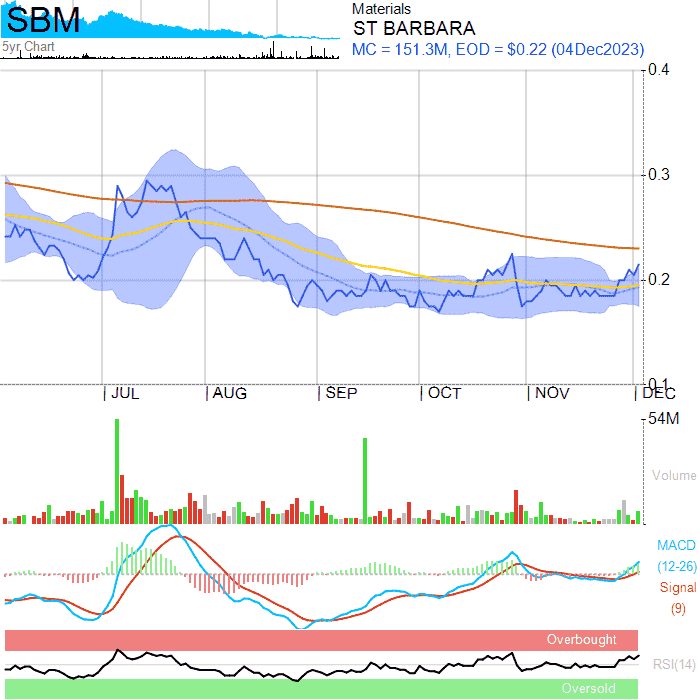 SBM
5yr. Chart
Materials
ST BARBARA
MC = 151.3M, EOD = $0.22 (04Dec2023)
0.4
0.3
0.2
0.1
JUL AUG SEP OCT NOV DEC
54M
Volume
MACD
(12-26)
Signal
(9)
Overbought
RSI(14)
Oversold